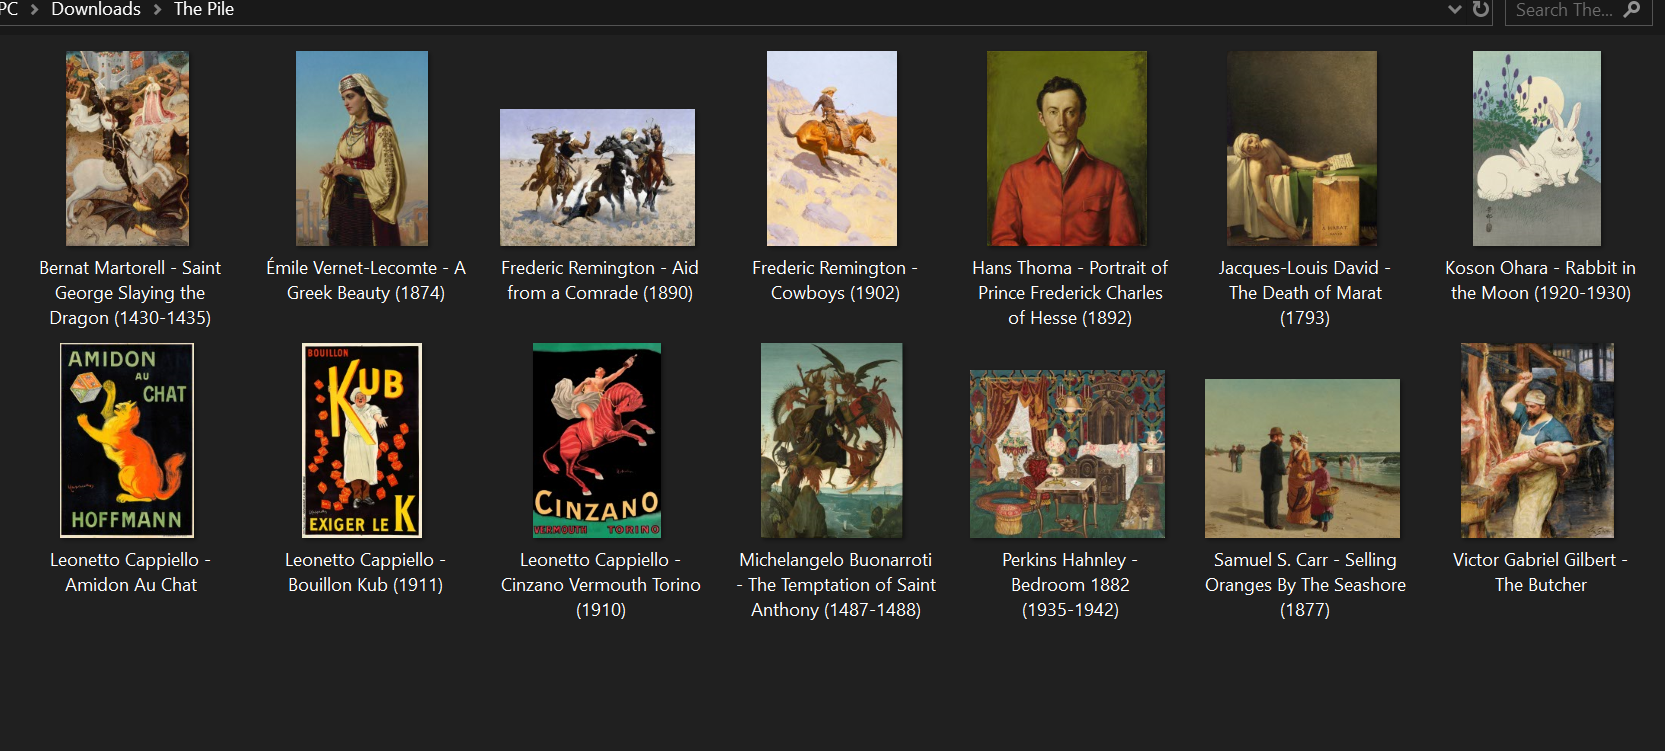 PC > Downloads > The Pile
Search The...
Bernat Martorell - Saint
George Slaying the
Dragon (1430-1435)
Émile Vernet-Lecomte - A
Greek Beauty (1874)
Frederic Remington - Aid
from a Comrade (1890)
Frederic Remington -
Cowboys (1902)
Hans Thoma - Portrait of
Prince Frederick Charles
of Hesse (1892)
Jacques-Louis David -
The Death of Marat
(1793)
Koson Ohara - Rabbit in
the Moon (1920-1930)
AMIDON
AU
CHAT
HOFFMANN
Leonetto Cappiello -
Amidon Au Chat
BOUILLON
KUB
EXIGER LE K
Leonetto Cappiello -
Bouillon Kub (1911)
CINZANO
VERMOUTH TORINO
Leonetto Cappiello -
Cinzano Vermouth Torino
(1910)
Michelangelo Buonarroti
- The Temptation of Saint
Anthony (1487-1488)
Perkins Hahnley -
Bedroom 1882
(1935-1942)
Samuel S. Carr - Selling
Oranges By The Seashore
(1877)
Victor Gabriel Gilbert -
The Butcher